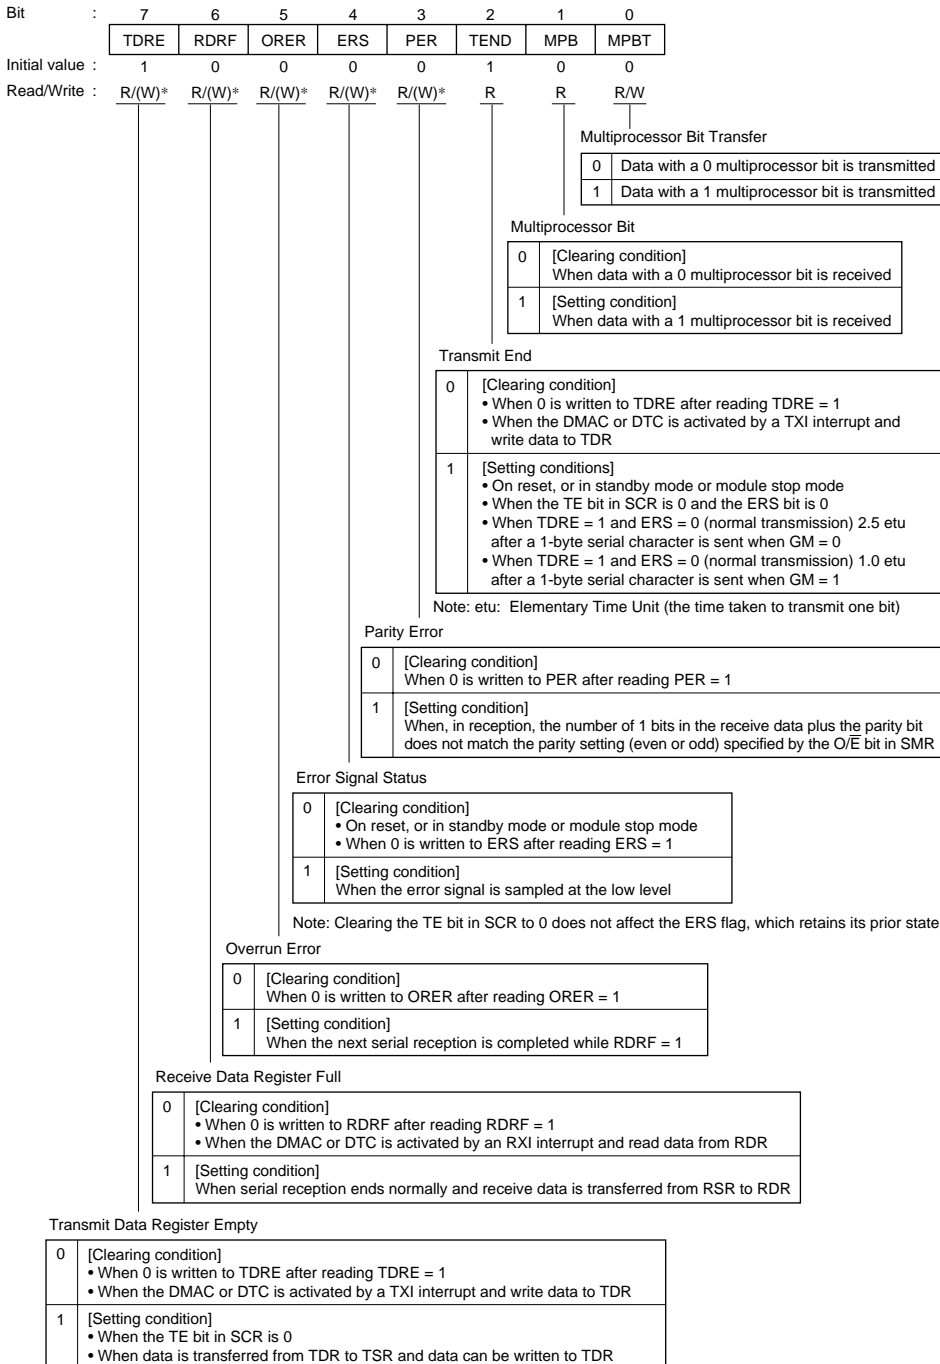 Bit : 7 6 5 4 3 2 1 0
TDRE RDRF ORER ERS PER TEND MPB MPBT
Initial value : 1 0 0 0 0 1 0 0
Read/Write : R/(W)* R/(W)* R/(W)* R/(W)* R/(W)* R R R/W
Multiprocessor Bit Transfer
0 Data with a 0 multiprocessor bit is transmitted
1 Data with a 1 multiprocessor bit is transmitted
Multiprocessor Bit
0 [Clearing condition]
When data with a 0 multiprocessor bit is received
1 [Setting condition]
When data with a 1 multiprocessor bit is received
Transmit End
0 [Clearing condition]
• When 0 is written to TDRE after reading TDRE = 1
• When the DMAC or DTC is activated by a TXI interrupt and
write data to TDR
1 [Setting conditions]
• On reset, or in standby mode or module stop mode
• When the TE bit in SCR is 0 and the ERS bit is 0
• When TDRE = 1 and ERS = 0 (normal transmission) 2.5 etu
after a 1-byte serial character is sent when GM = 0
• When TDRE = 1 and ERS = 0 (normal transmission) 1.0 etu
after a 1-byte serial character is sent when GM = 1
Note: etu: Elementary Time Unit (the time taken to transmit one bit)
Parity Error
0 [Clearing condition]
When 0 is written to PER after reading PER = 1
1 [Setting condition]
When, in reception, the number of 1 bits in the receive data plus the parity bit
does not match the parity setting (even or odd) specified by the O/E̅ bit in SMR
Error Signal Status
0 [Clearing condition]
• On reset, or in standby mode or module stop mode
• When 0 is written to ERS after reading ERS = 1
1 [Setting condition]
When the error signal is sampled at the low level
Note: Clearing the TE bit in SCR to 0 does not affect the ERS flag, which retains its prior state
Overrun Error
0 [Clearing condition]
When 0 is written to ORER after reading ORER = 1
1 [Setting condition]
When the next serial reception is completed while RDRF = 1
Receive Data Register Full
0 [Clearing condition]
• When 0 is written to RDRF after reading RDRF = 1
• When the DMAC or DTC is activated by an RXI interrupt and read data from RDR
1 [Setting condition]
When serial reception ends normally and receive data is transferred from RSR to RDR
Transmit Data Register Empty
0 [Clearing condition]
• When 0 is written to TDRE after reading TDRE = 1
• When the DMAC or DTC is activated by a TXI interrupt and write data to TDR
1 [Setting condition]
• When the TE bit in SCR is 0
• When data is transferred from TDR to TSR and data can be written to TDR